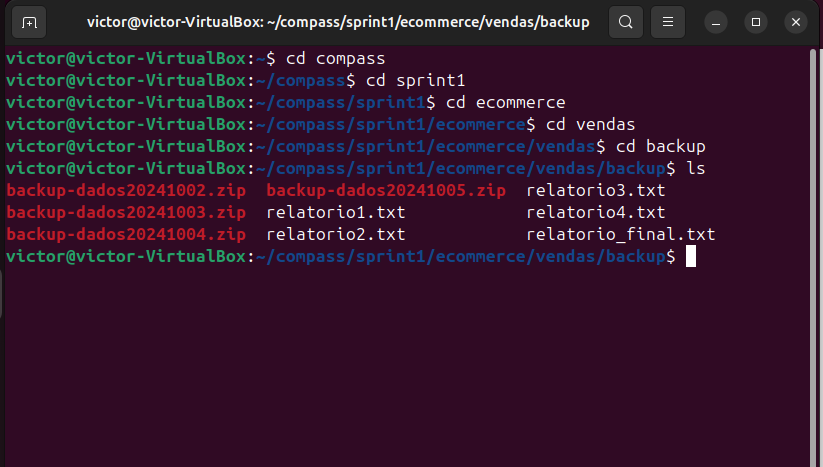 victor@victor-VirtualBox: ~/compass/sprint1/ecommerce/vendas/backup
victor@victor-VirtualBox:~$ cd compass
victor@victor-VirtualBox:~/compass$ cd sprint1
victor@victor-VirtualBox:~/compass/sprint1$ cd ecommerce
victor@victor-VirtualBox:~/compass/sprint1/ecommerce$ cd vendas
victor@victor-VirtualBox:~/compass/sprint1/ecommerce/vendas$ cd backup
victor@victor-VirtualBox:~/compass/sprint1/ecommerce/vendas/backup$ ls
backup-dados20241002.zip  backup-dados20241005.zip  relatorio3.txt
backup-dados20241003.zip  relatorio1.txt            relatorio4.txt
backup-dados20241004.zip  relatorio2.txt            relatorio_final.txt
victor@victor-VirtualBox:~/compass/sprint1/ecommerce/vendas/backup$